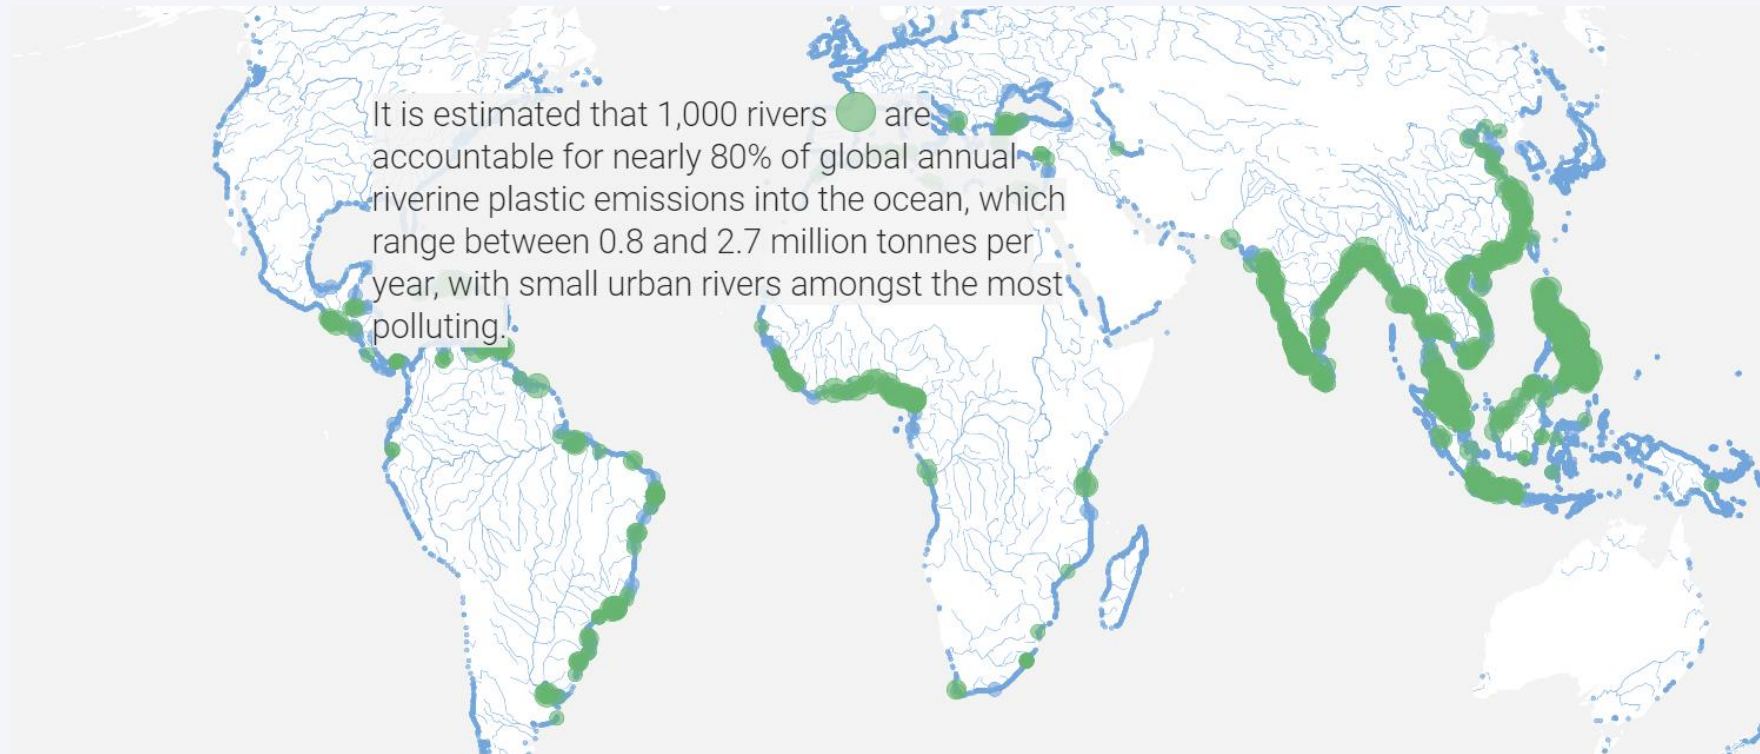 It is estimated that 1,000 rivers are
accountable for nearly 80% of global annual
riverine plastic emissions into the ocean, which
range between 0.8 and 2.7 million tonnes per
year, with small urban rivers amongst the most
polluting.